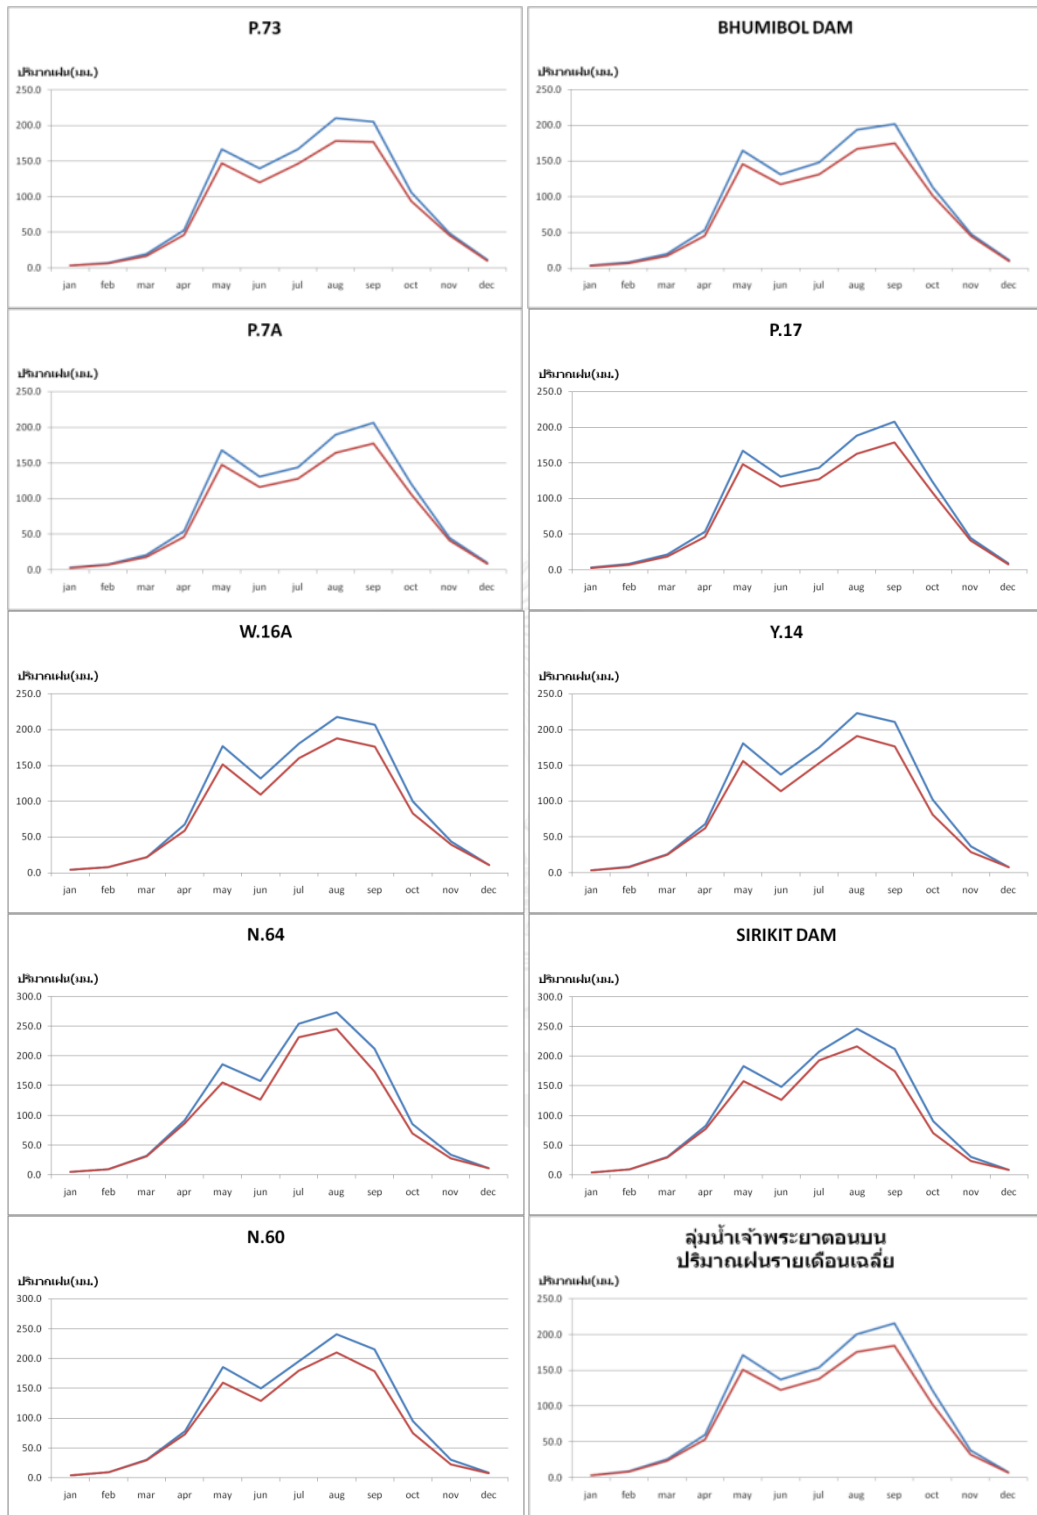 P.73
ปริมาณฝน(มม.)
250.0
200.0
150.0
100.0
50.0
0.0
jan feb mar apr may jun jul aug sep oct nov dec
BHUMIBOL DAM
ปริมาณฝน(มม.)
250.0
200.0
150.0
100.0
50.0
0.0
jan feb mar apr may jun jul aug sep oct nov dec
P.7A
ปริมาณฝน(มม.)
250.0
200.0
150.0
100.0
50.0
0.0
jan feb mar apr may jun jul aug sep oct nov dec
P.17
ปริมาณฝน(มม.)
250.0
200.0
150.0
100.0
50.0
0.0
jan feb mar apr may jun jul aug sep oct nov dec
W.16A
ปริมาณฝน(มม.)
250.0
200.0
150.0
100.0
50.0
0.0
jan feb mar apr may jun jul aug sep oct nov dec
Y.14
ปริมาณฝน(มม.)
250.0
200.0
150.0
100.0
50.0
0.0
jan feb mar apr may jun jul aug sep oct nov dec
N.64
ปริมาณฝน(มม.)
300.0
250.0
200.0
150.0
100.0
50.0
0.0
jan feb mar apr may jun jul aug sep oct nov dec
SIRIKIT DAM
ปริมาณฝน(มม.)
300.0
250.0
200.0
150.0
100.0
50.0
0.0
jan feb mar apr may jun jul aug sep oct nov dec
N.60
ปริมาณฝน(มม.)
300.0
250.0
200.0
150.0
100.0
50.0
0.0
jan feb mar apr may jun jul aug sep oct nov dec
ลุ่มน้ำเจ้าพระยาตอนบน
ปริมาณฝนรายเดือนเฉลี่ย
ปริมาณฝน(มม.)
250.0
200.0
150.0
100.0
50.0
0.0
jan feb mar apr may jun jul aug sep oct nov dec